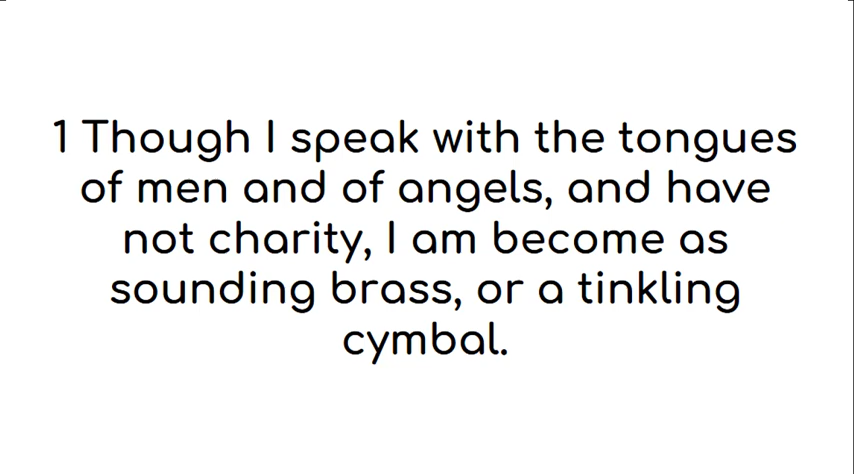 1 Though I speak with the tongues
of men and of angels, and have
not charity, I am become as
sounding brass, or a tinkling
cymbal.